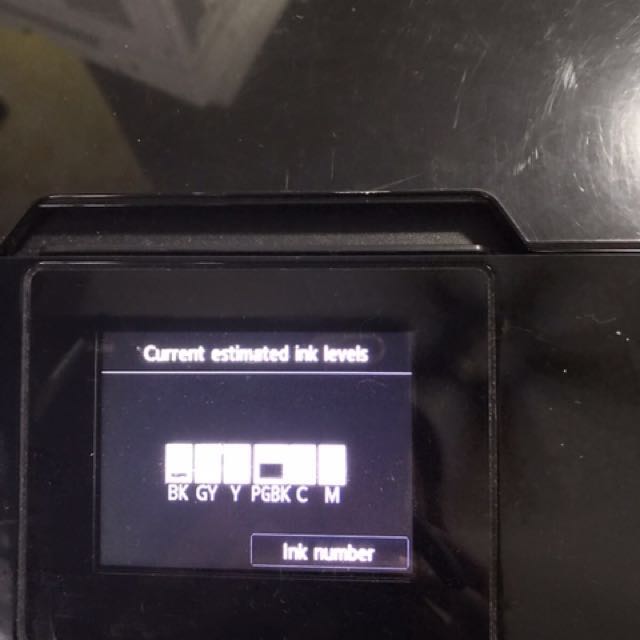 Current estimated ink levels
BK GY Y PGBK C M
Ink number